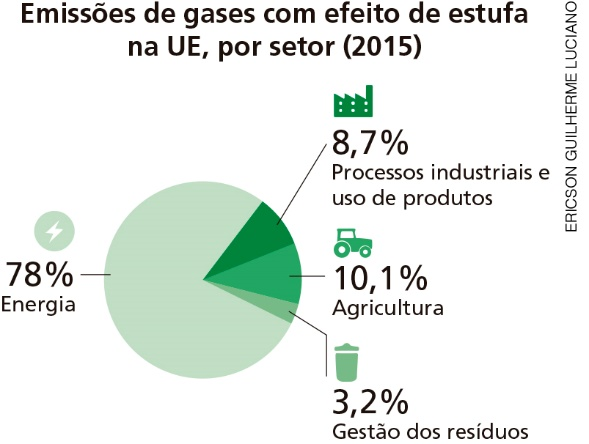 Emissões de gases com efeito de estufa
na UE, por setor (2015)
8,7%
Processos industriais e
uso de produtos
78%
Energia
10,1%
Agricultura
3,2%
Gestão dos resíduos
ERICSON GUILHERME LUCIANO